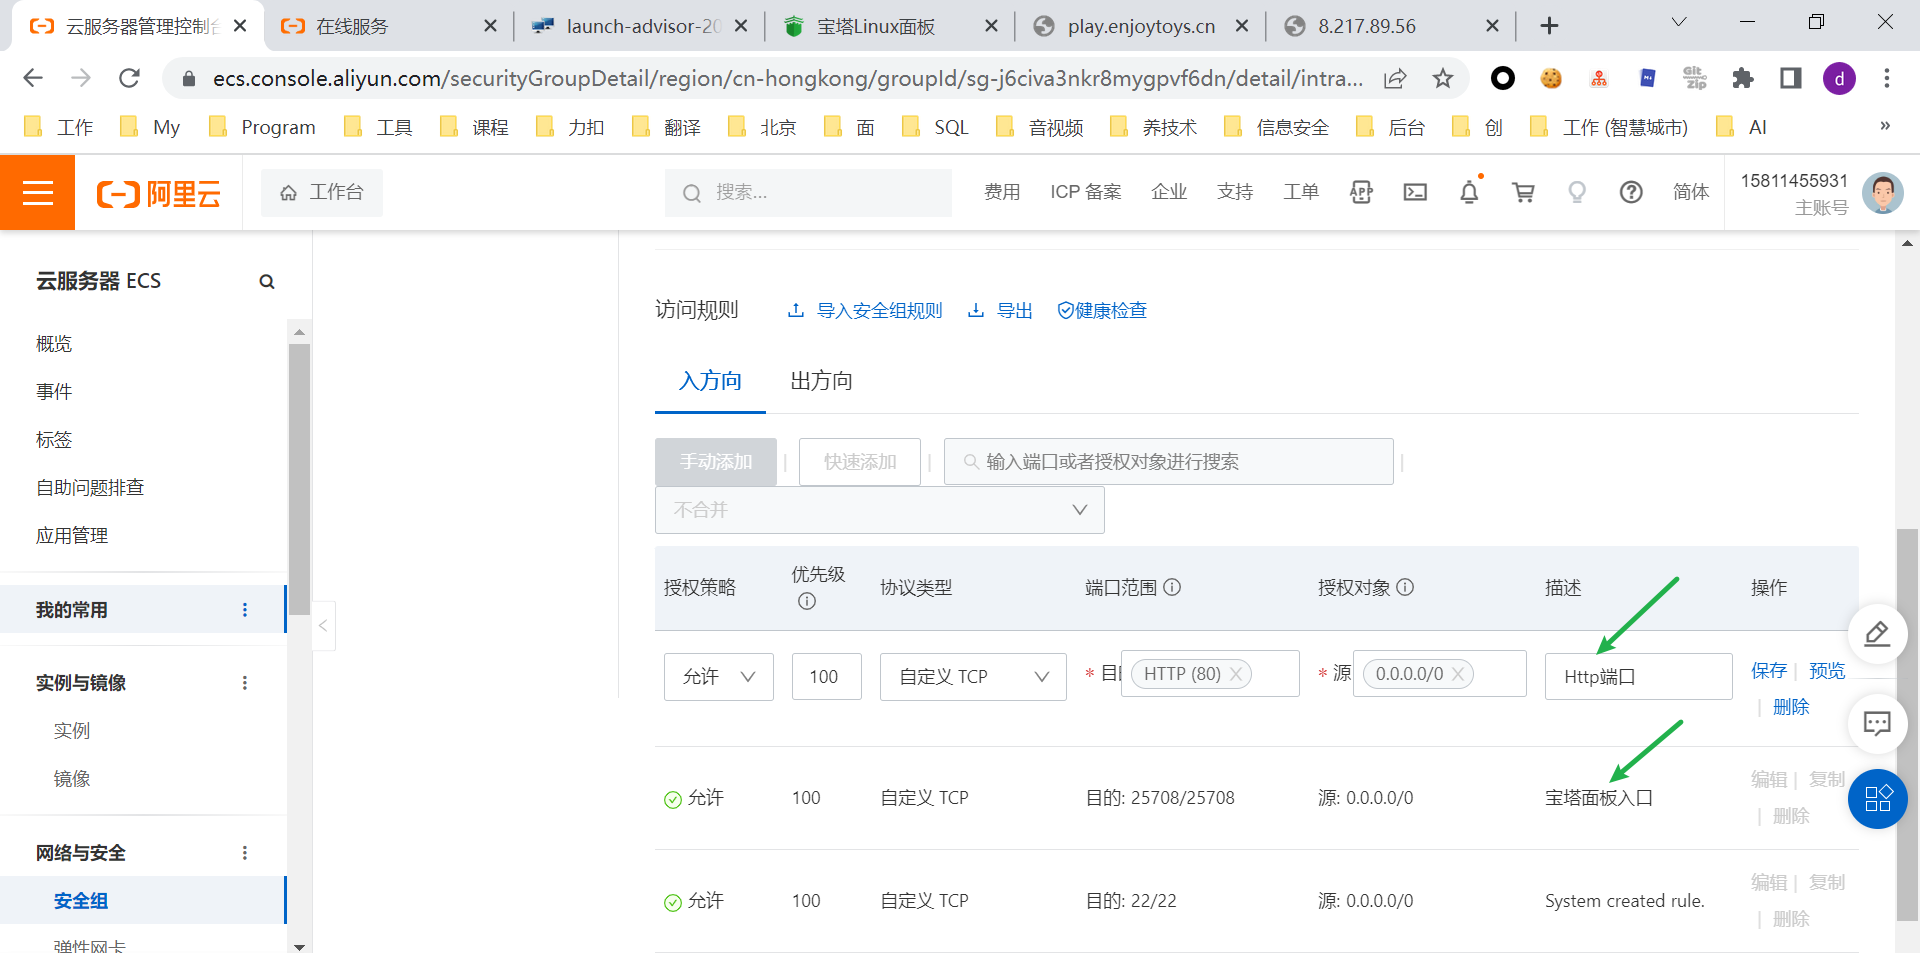 云服务器管理控制台
在线服务
launch-advisor-20
宝塔Linux面板
play.enjoytoys.cn
8.217.89.56
ecs.console.aliyun.com/securityGroupDetail/region/cn-hongkong/groupId/sg-j6civa3nkr8mygpvf6dn/detail/intra...
Git Zip
d
工作 My Program 工具 课程 力扣 翻译 北京 面 SQL 音视频 养技术 信息安全 后台 创 工作 (智慧城市) AI »
阿里云
工作台
搜索...
费用 ICP 备案 企业 支持 工单 APP 简体
15811455931
主账号
云服务器 ECS
概览
事件
标签
自助问题排查
应用管理
我的常用
实例与镜像
实例
镜像
网络与安全
安全组
弹性网卡
访问规则 导入安全组规则 导出 健康检查
入方向 出方向
手动添加 | 快速添加 | 输入端口或者授权对象进行搜索 |
不合并
授权策略 优先级 协议类型 端口范围 授权对象 描述 操作
允许 100 自定义 TCP * 目 HTTP (80) * 源 0.0.0.0/0 Http端口 保存 | 预览
| 删除
允许 100 自定义 TCP 目的: 25708/25708 源: 0.0.0.0/0 宝塔面板入口 编辑 | 复制
| 删除
允许 100 自定义 TCP 目的: 22/22 源: 0.0.0.0/0 System created rule. 编辑 | 复制
| 删除